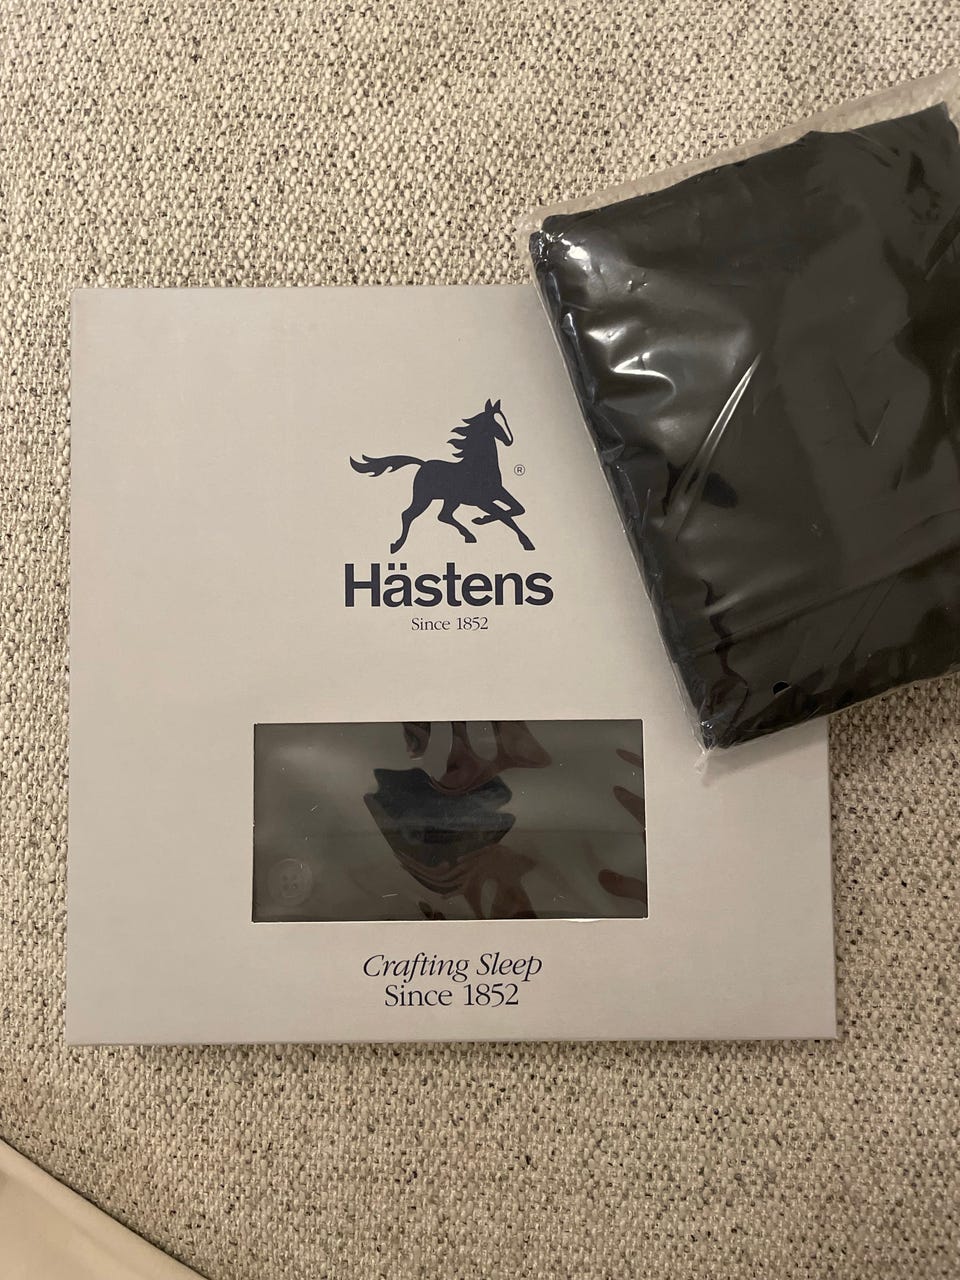 ®
Hästens
Since 1852
Crafting Sleep
Since 1852